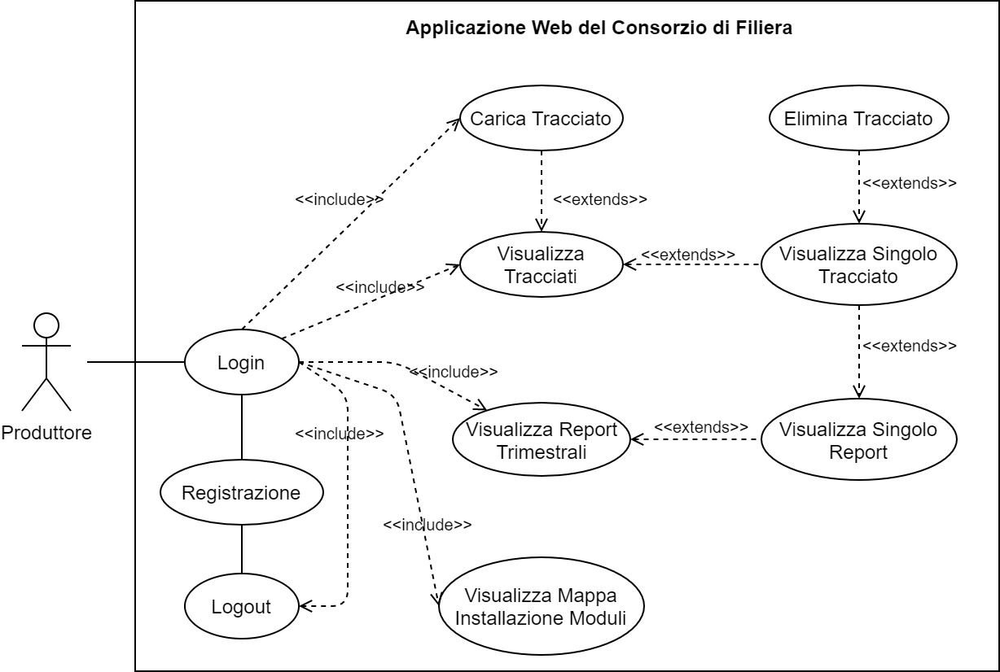 Applicazione Web del Consorzio di Filiera
Carica Tracciato
Elimina Tracciato
<<include>>
<<extends>>
<<extends>>
Visualizza
Tracciati
<<extends>>
Visualizza Singolo
Tracciato
<<include>>
Login
<<extends>>
<<include>>
Produttore
<<include>>
Visualizza Report
Trimestrali
<<extends>>
Visualizza Singolo
Report
Registrazione
<<include>>
Logout
Visualizza Mappa
Installazione Moduli